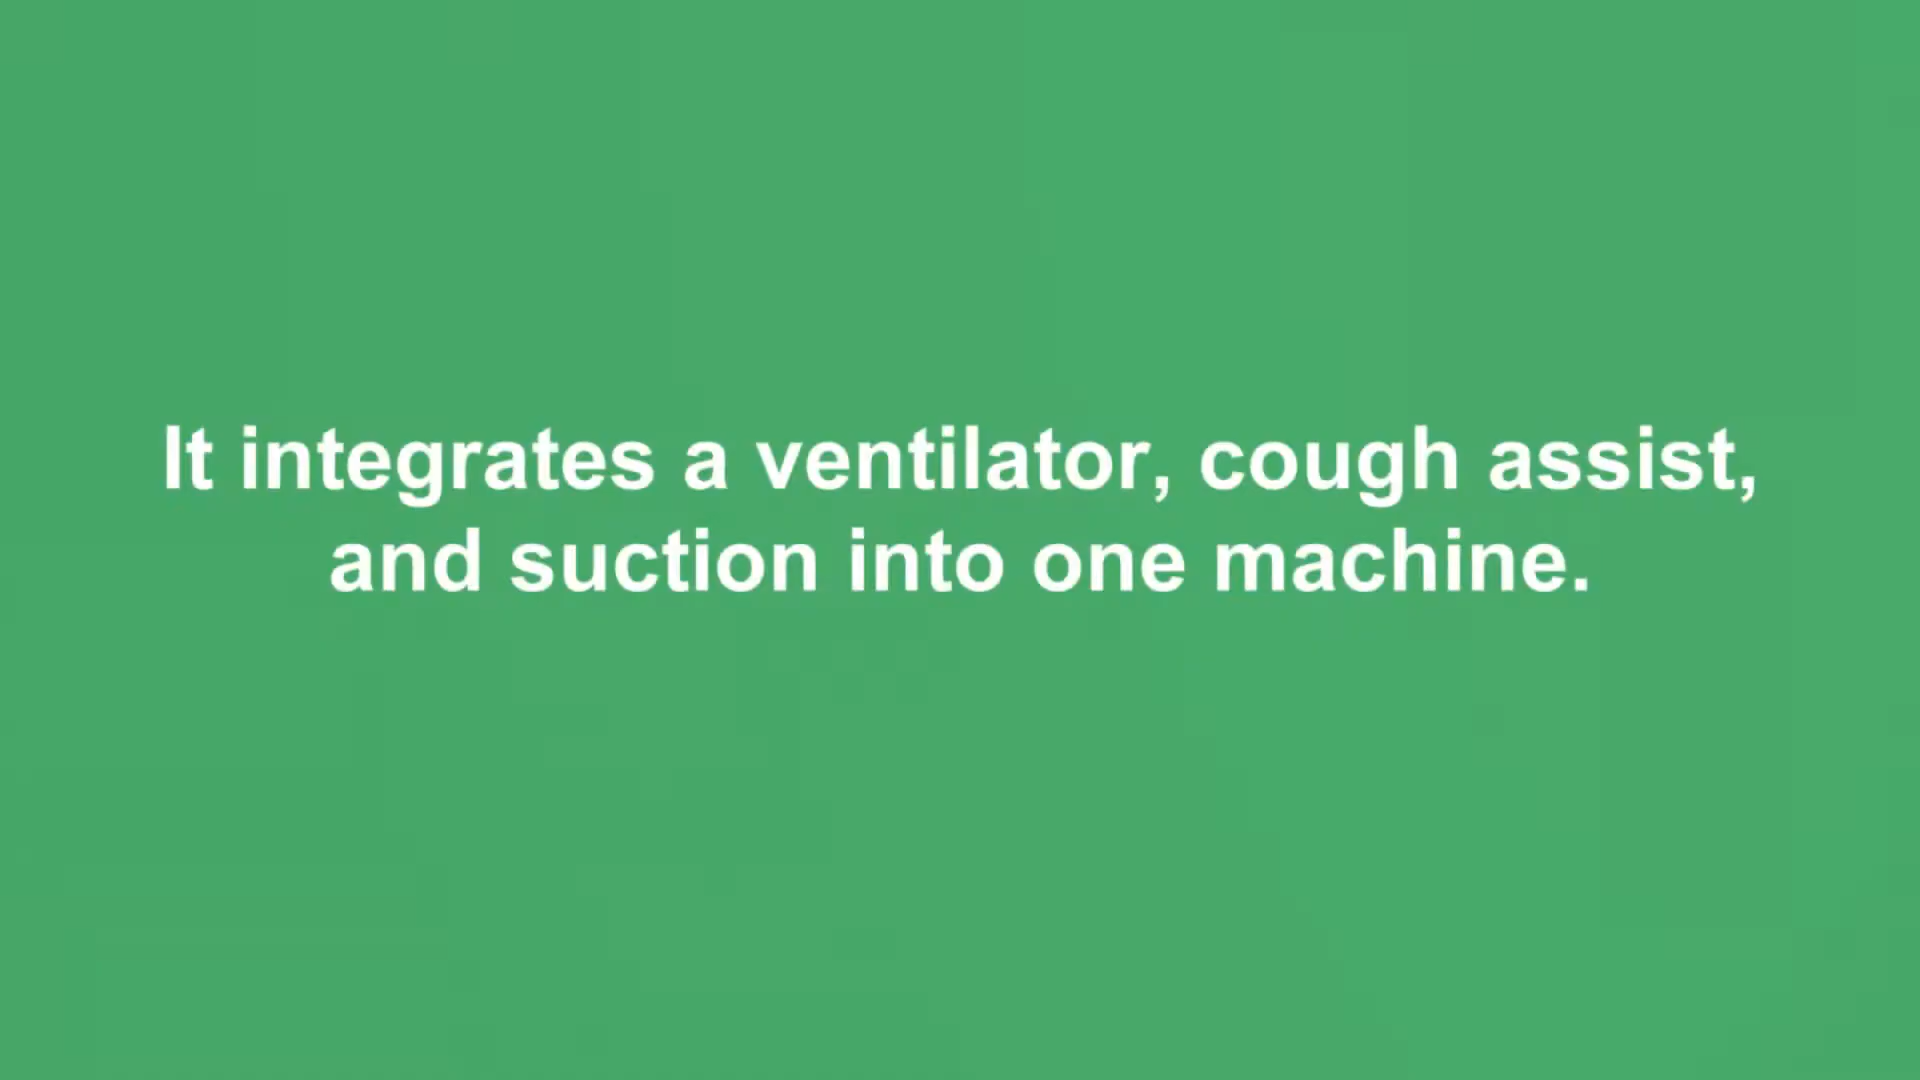 It integrates a ventilator, cough assist,
and suction into one machine.